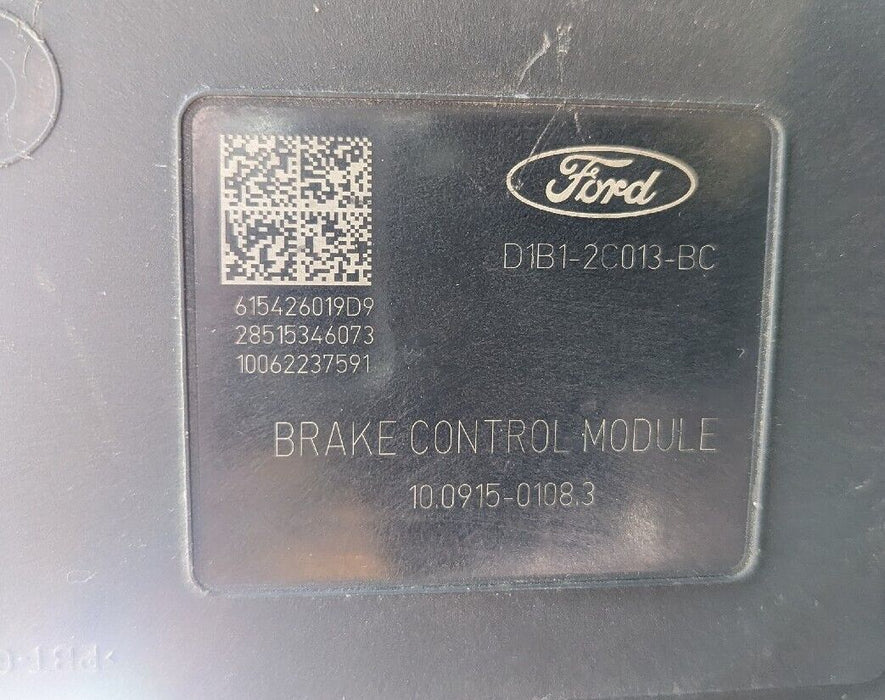 Ford
D1B1-2C013-BC
615426019D9
28515346073
10062237591
BRAKE CONTROL MODULE
10.0915-0108.3